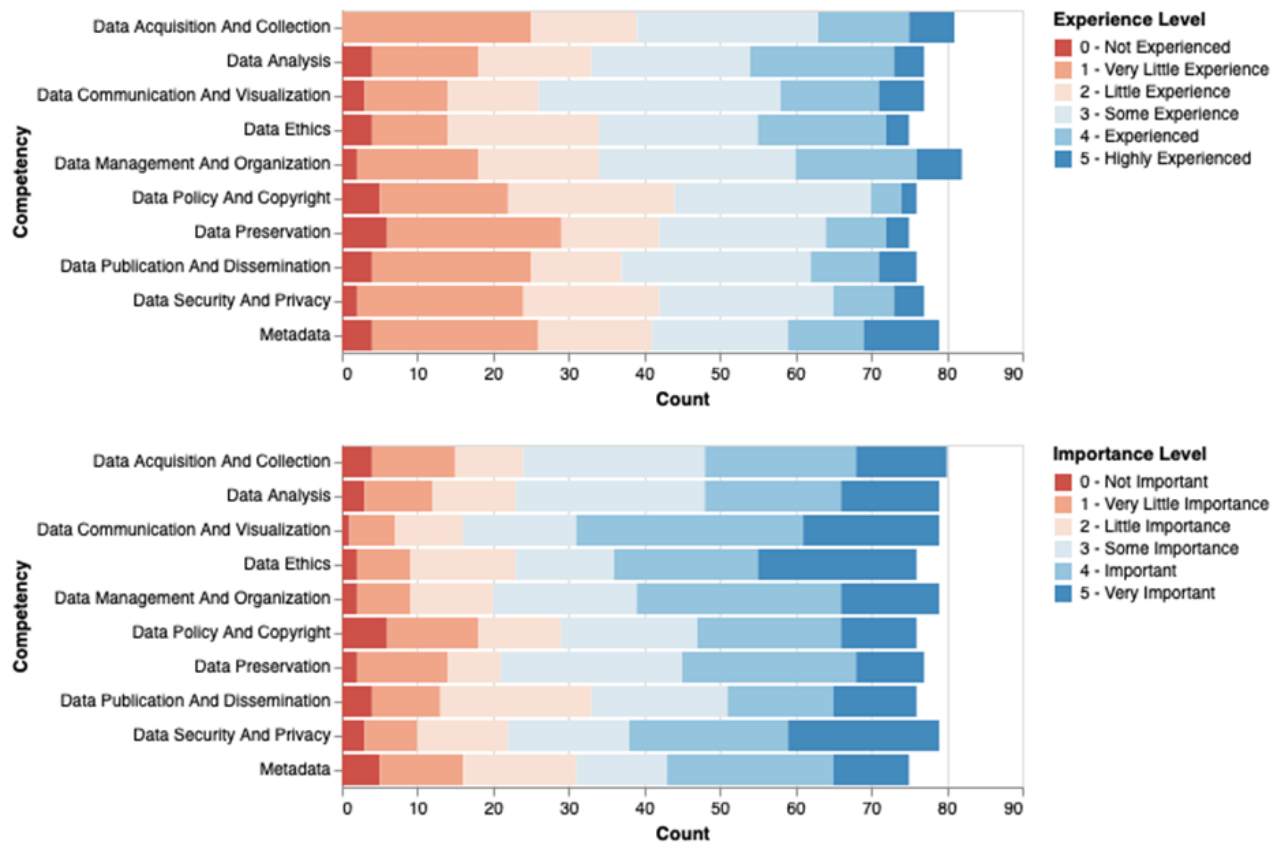 Data Acquisition And Collection
Data Analysis
Data Communication And Visualization
Data Ethics
Data Management And Organization
Data Policy And Copyright
Data Preservation
Data Publication And Dissemination
Data Security And Privacy
Metadata
Competency
0 10 20 30 40 50 60 70 80 90
Count
Experience Level
0 - Not Experienced
1 - Very Little Experience
2 - Little Experience
3 - Some Experience
4 - Experienced
5 - Highly Experienced
Data Acquisition And Collection
Data Analysis
Data Communication And Visualization
Data Ethics
Data Management And Organization
Data Policy And Copyright
Data Preservation
Data Publication And Dissemination
Data Security And Privacy
Metadata
Competency
0 10 20 30 40 50 60 70 80 90
Count
Importance Level
0 - Not Important
1 - Very Little Importance
2 - Little Importance
3 - Some Importance
4 - Important
5 - Very Important